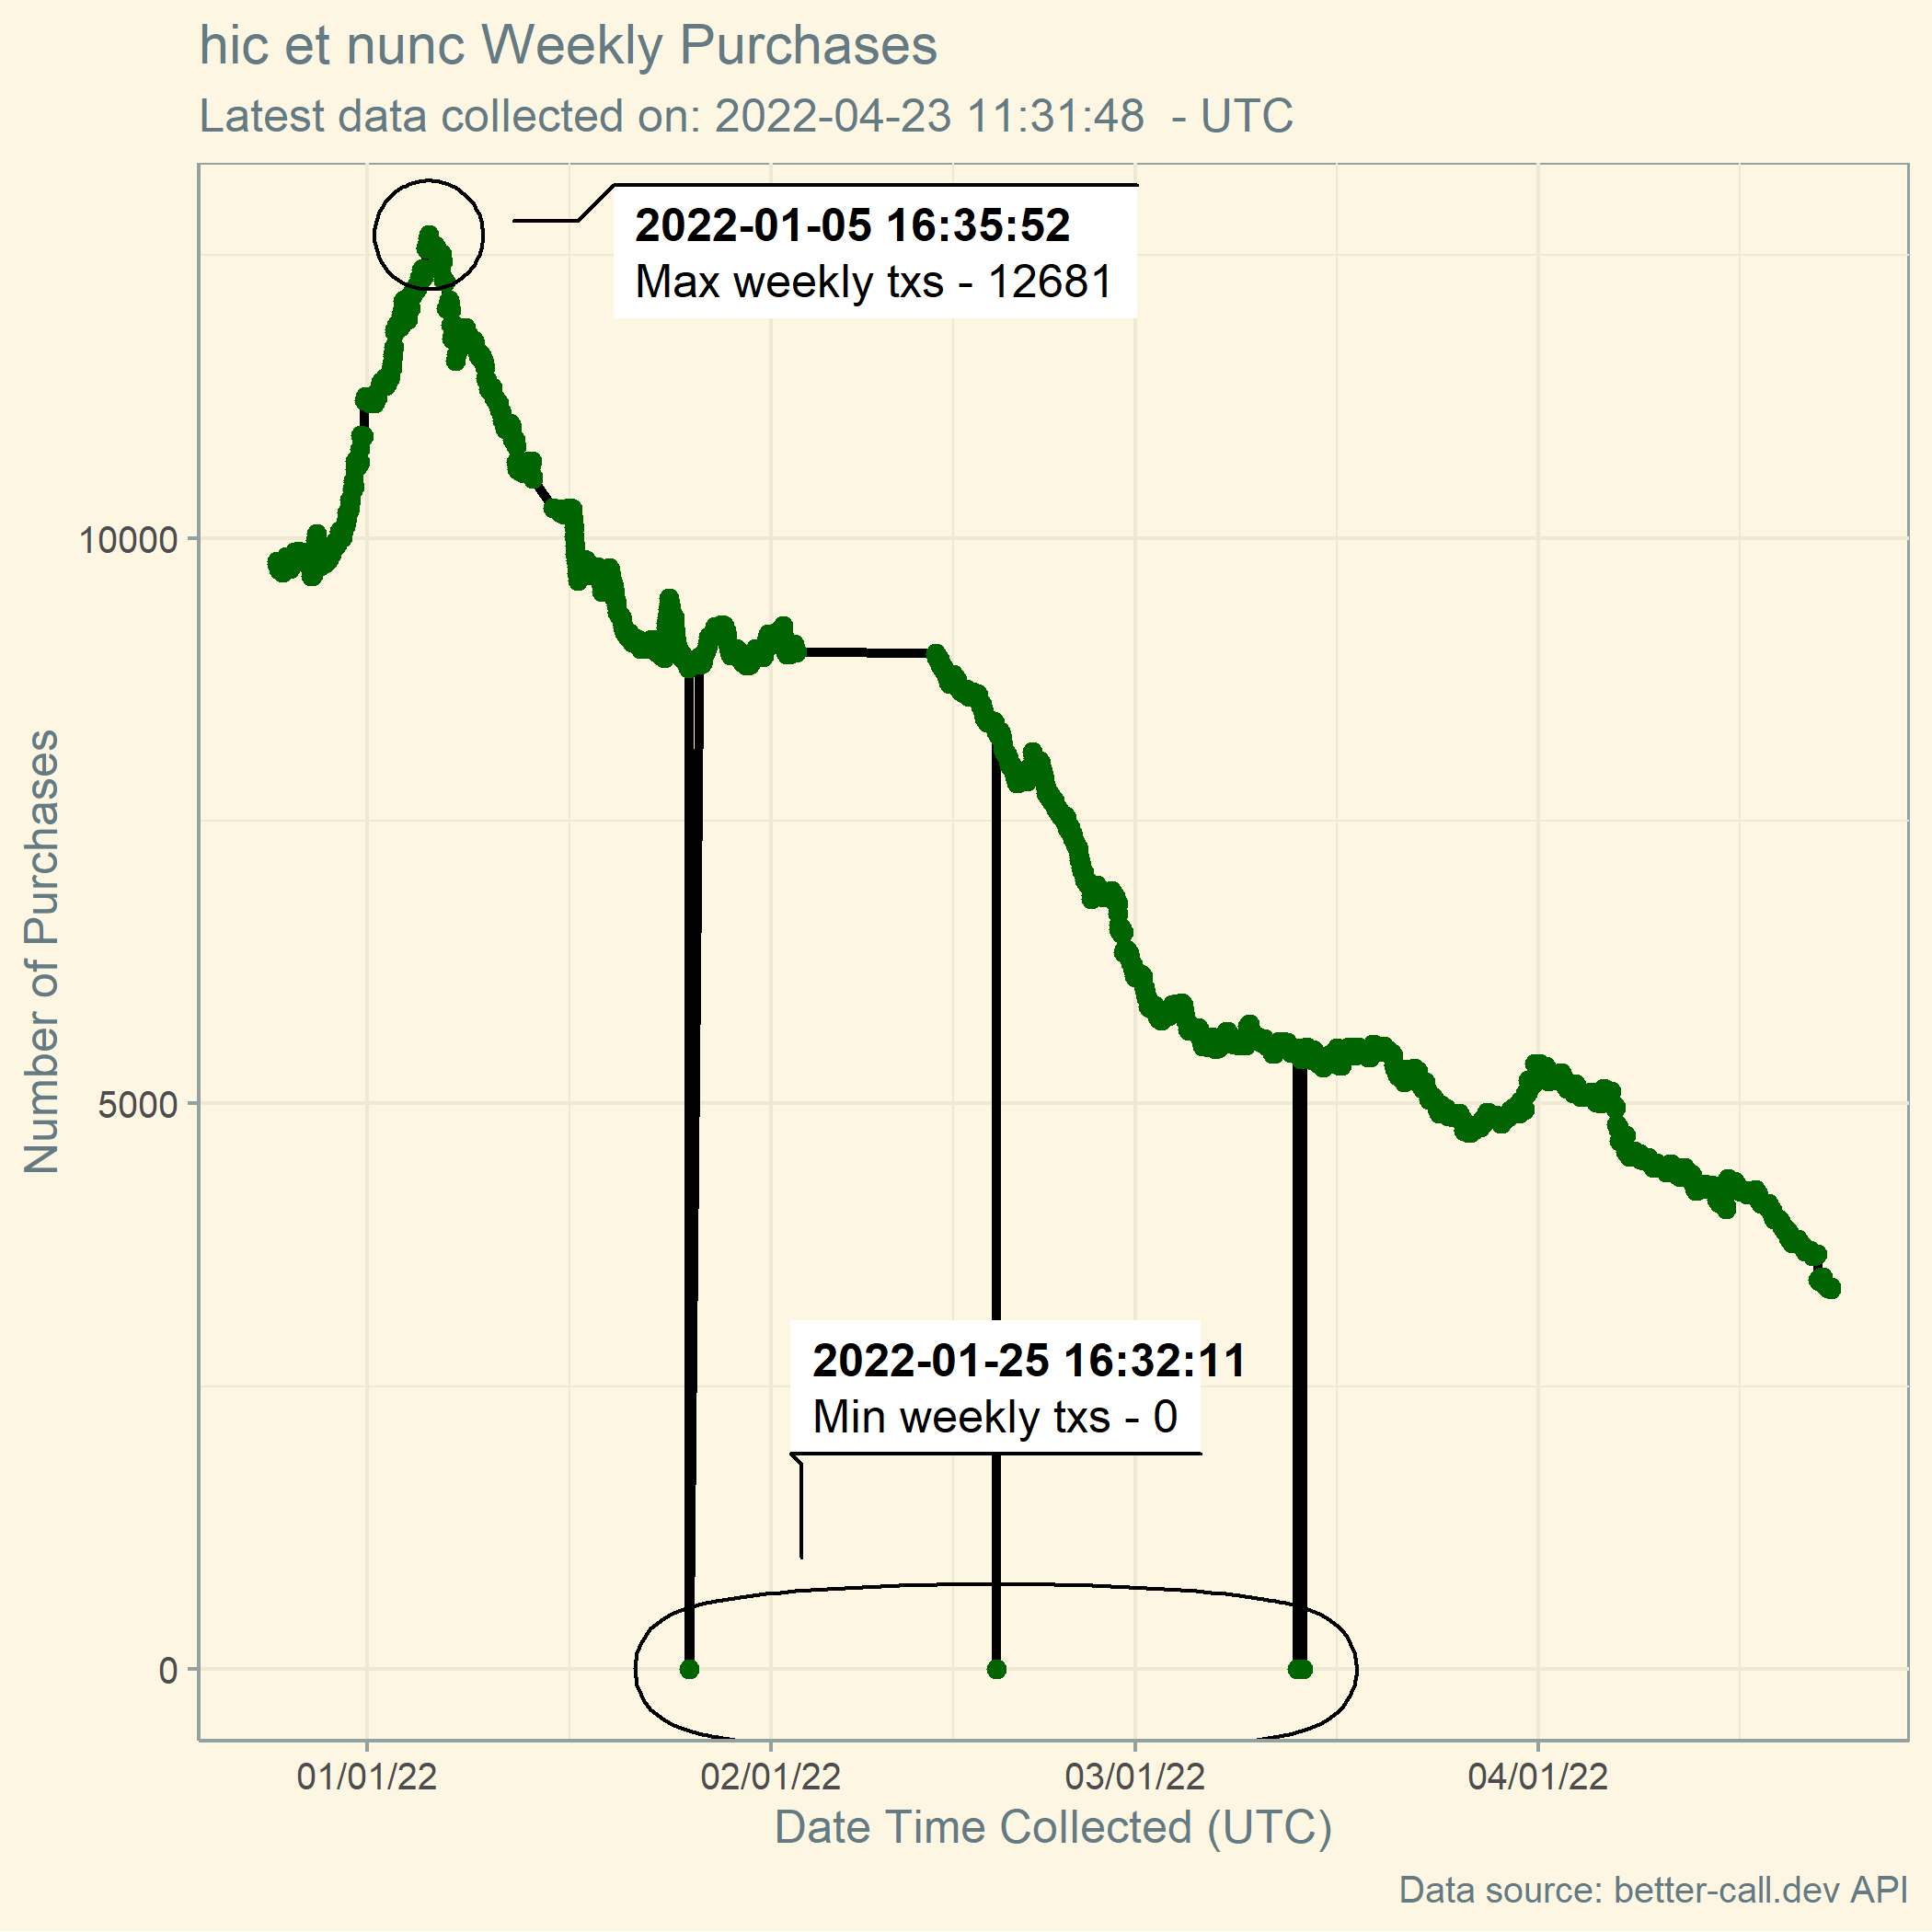 hic et nunc Weekly Purchases
Latest data collected on: 2022-04-23 11:31:48  - UTC
2022-01-05 16:35:52
Max weekly txs - 12681
10000
5000
0
Number of Purchases
2022-01-25 16:32:11
Min weekly txs - 0
01/01/22 02/01/22 03/01/22 04/01/22
Date Time Collected (UTC)
Data source: better-call.dev API